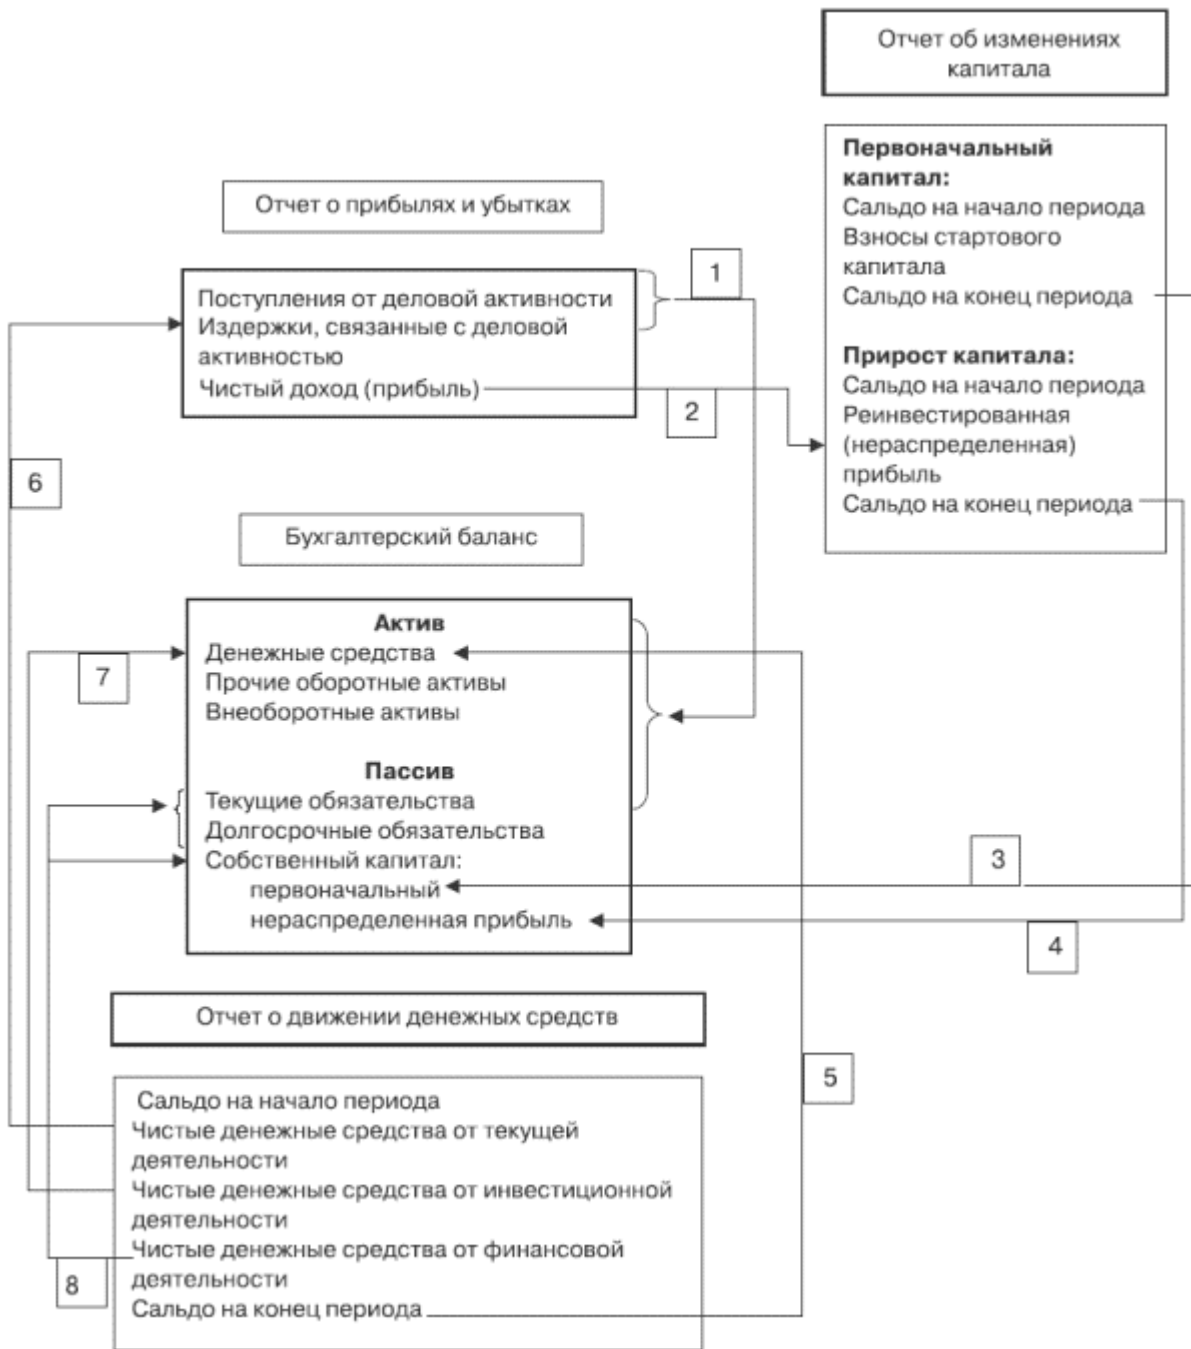 Отчет об изменениях
капитала
Первоначальный
капитал:
Сальдо на начало периода
Взносы стартового
капитала
Сальдо на конец периода
Прирост капитала:
Сальдо на начало периода
Реинвестированная
(нераспределенная)
прибыль
Сальдо на конец периода
Отчет о прибылях и убытках
1
Поступления от деловой активности
Издержки, связанные с деловой
активностью
Чистый доход (прибыль)
2
6
Бухгалтерский баланс
Актив
Денежные средства
7
Прочие оборотные активы
Внеоборотные активы
Пассив
Текущие обязательства
Долгосрочные обязательства
Собственный капитал:
3
первоначальный
нераспределенная прибыль
4
Отчет о движении денежных средств
5
Сальдо на начало периода
Чистые денежные средства от текущей
деятельности
Чистые денежные средства от инвестиционной
деятельности
Чистые денежные средства от финансовой
деятельности
8
Сальдо на конец периода